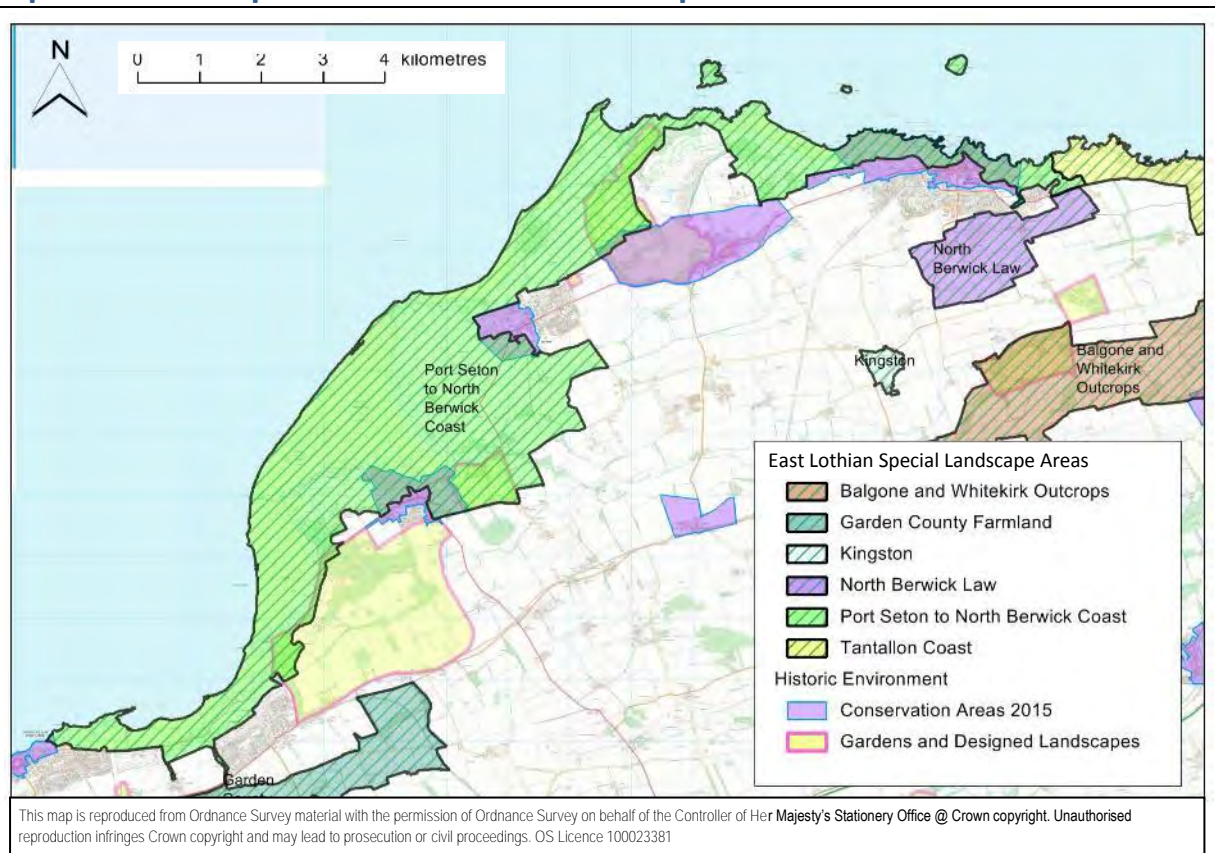 N
0 1 2 3 4 kilometres
North
Berwick Law
Kingston
Balgone and
Whitekirk
Outcrops
Port Seton
to North
Berwick
Coast
Garden
East Lothian Special Landscape Areas
Balgone and Whitekirk Outcrops
Garden County Farmland
Kingston
North Berwick Law
Port Seton to North Berwick Coast
Tantallon Coast
Historic Environment
Conservation Areas 2015
Gardens and Designed Landscapes
This map is reproduced from Ordnance Survey material with the permission of Ordnance Survey on behalf of the Controller of Her Majesty's Stationery Office @ Crown copyright. Unauthorised
reproduction infringes Crown copyright and may lead to prosecution or civil proceedings. OS Licence 100023381